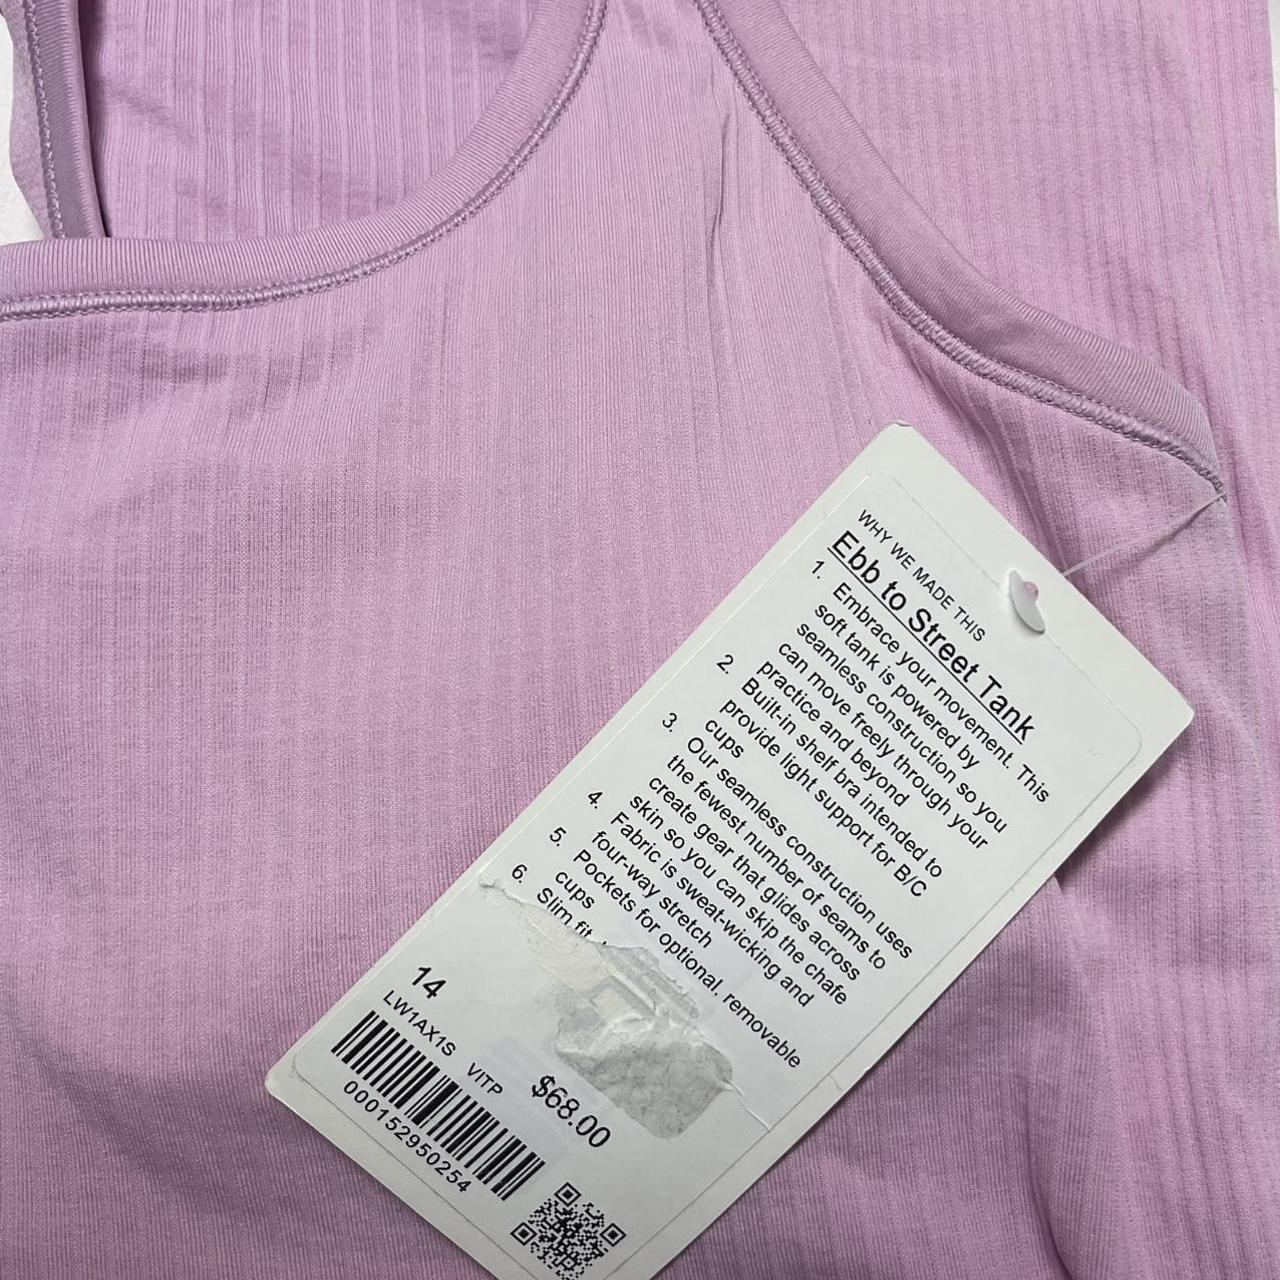 WHY WE MADE THIS
Ebb to Street Tank
1. Embrace your movement. This
soft tank is powered by
seamless construction so you
can move freely through your
practice and beyond
2. Built-in shelf bra intended to
provide light support for B/C
cups
3. Our seamless construction uses
the fewest number of seams to
create gear that glides across
skin so you can skip the chafe
4. Fabric is sweat-wicking and
four-way stretch
5. Pockets for optional, removable
cups
6. Slim fit,
14
LW1AX1S VITP
$68.00
000152950254